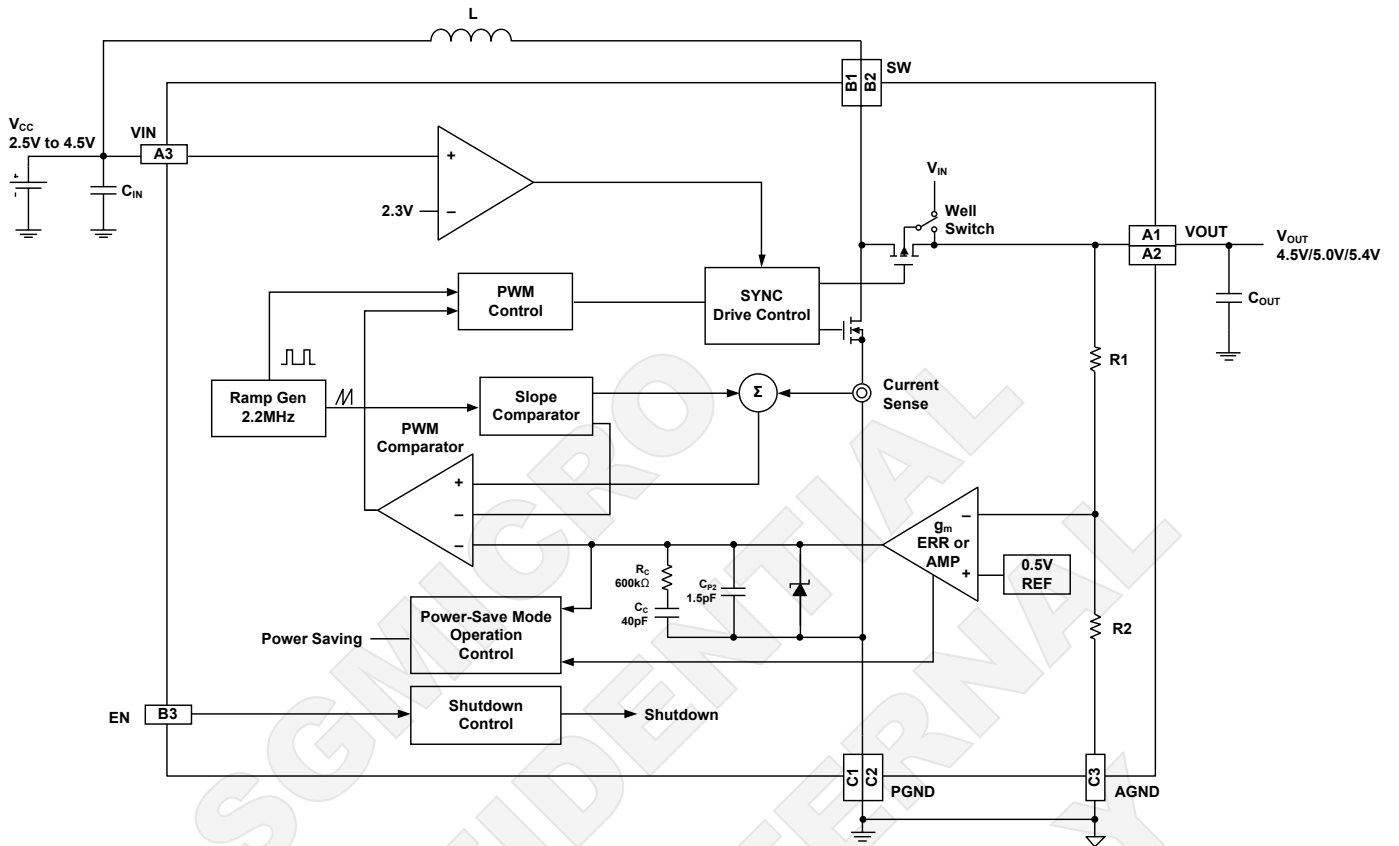 L
B1
B2
SW
VCC
2.5V to 4.5V
VIN
A3
CIN
+
-
+
2.3V
−
VIN
Well
Switch
A1
A2
VOUT
VOUT
4.5V/5.0V/5.4V
COUT
PWM
Control
SYNC
Drive Control
R1
Ramp Gen
2.2MHz
Slope
Comparator
Σ
Current
Sense
PWM
Comparator
+
−
−
gm
ERR or
AMP
−
+
0.5V
REF
RC
600kΩ
CC
40pF
CP2
1.5pF
R2
Power Saving
Power-Save Mode
Operation
Control
EN
B3
Shutdown
Control
Shutdown
C1
C2
PGND
C3
AGND
SGMICRO